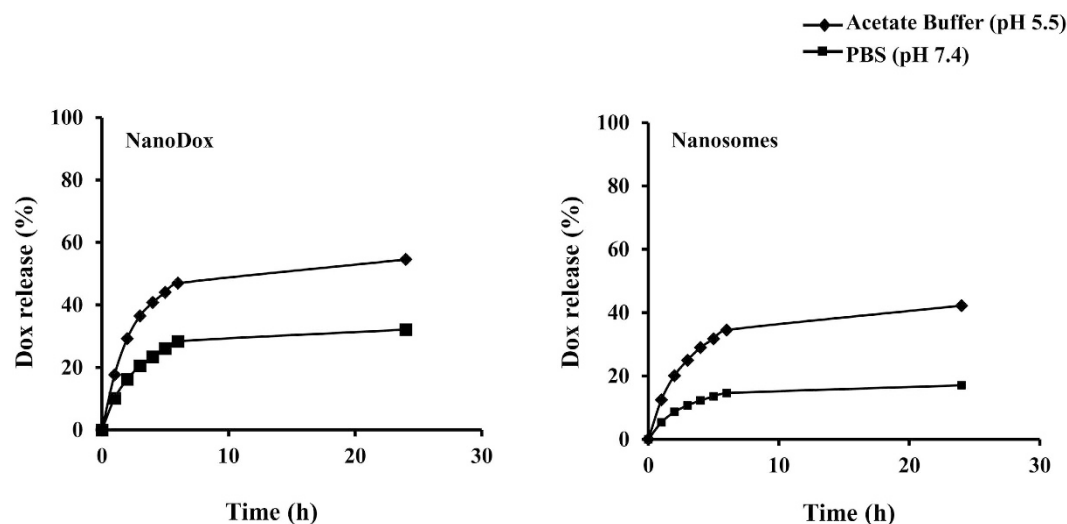 Acetate Buffer (pH 5.5)
PBS (pH 7.4)
NanoDox
100
80
60
40
20
0
Dox release (%)
0
10
20
30
Time (h)
Nanosomes
100
80
60
40
20
0
Dox release (%)
0
10
20
30
Time (h)